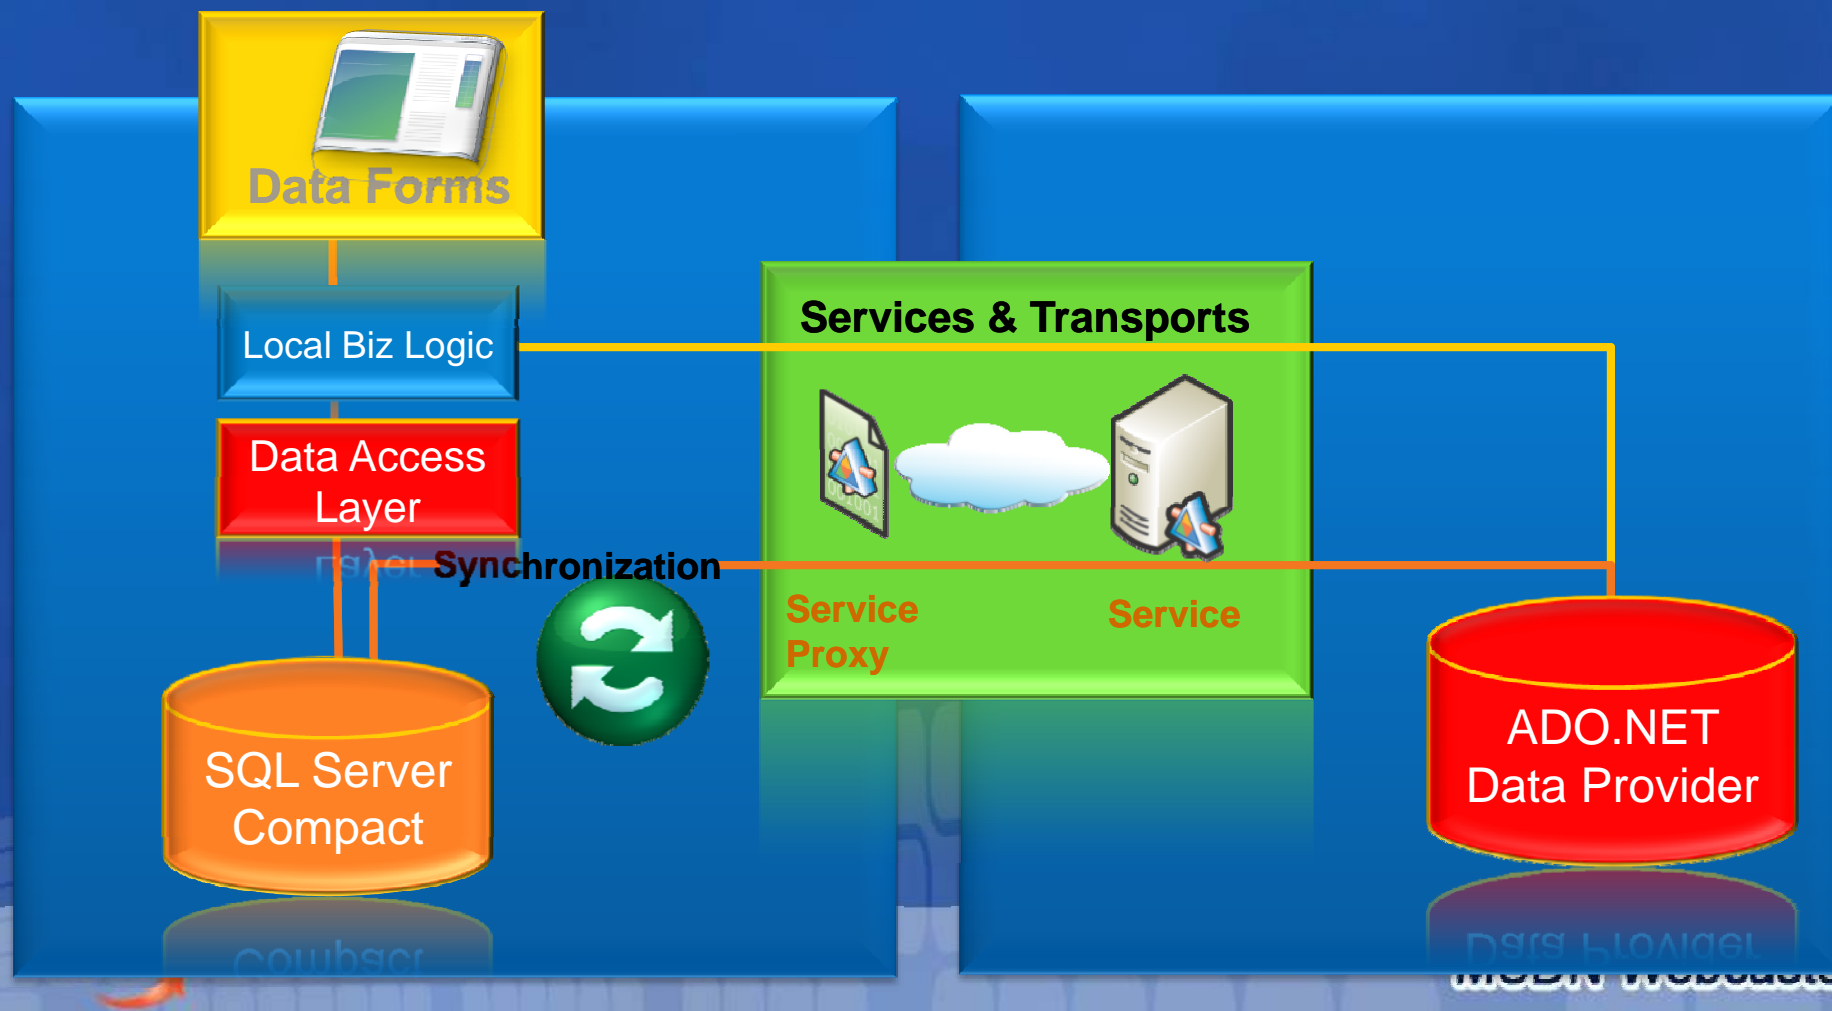 Data Forms
Services & Transports
Local Biz Logic
Data Access
Layer
Synchronization
Service
Proxy
Service
SQL Server
Compact
ADO.NET
Data Provider